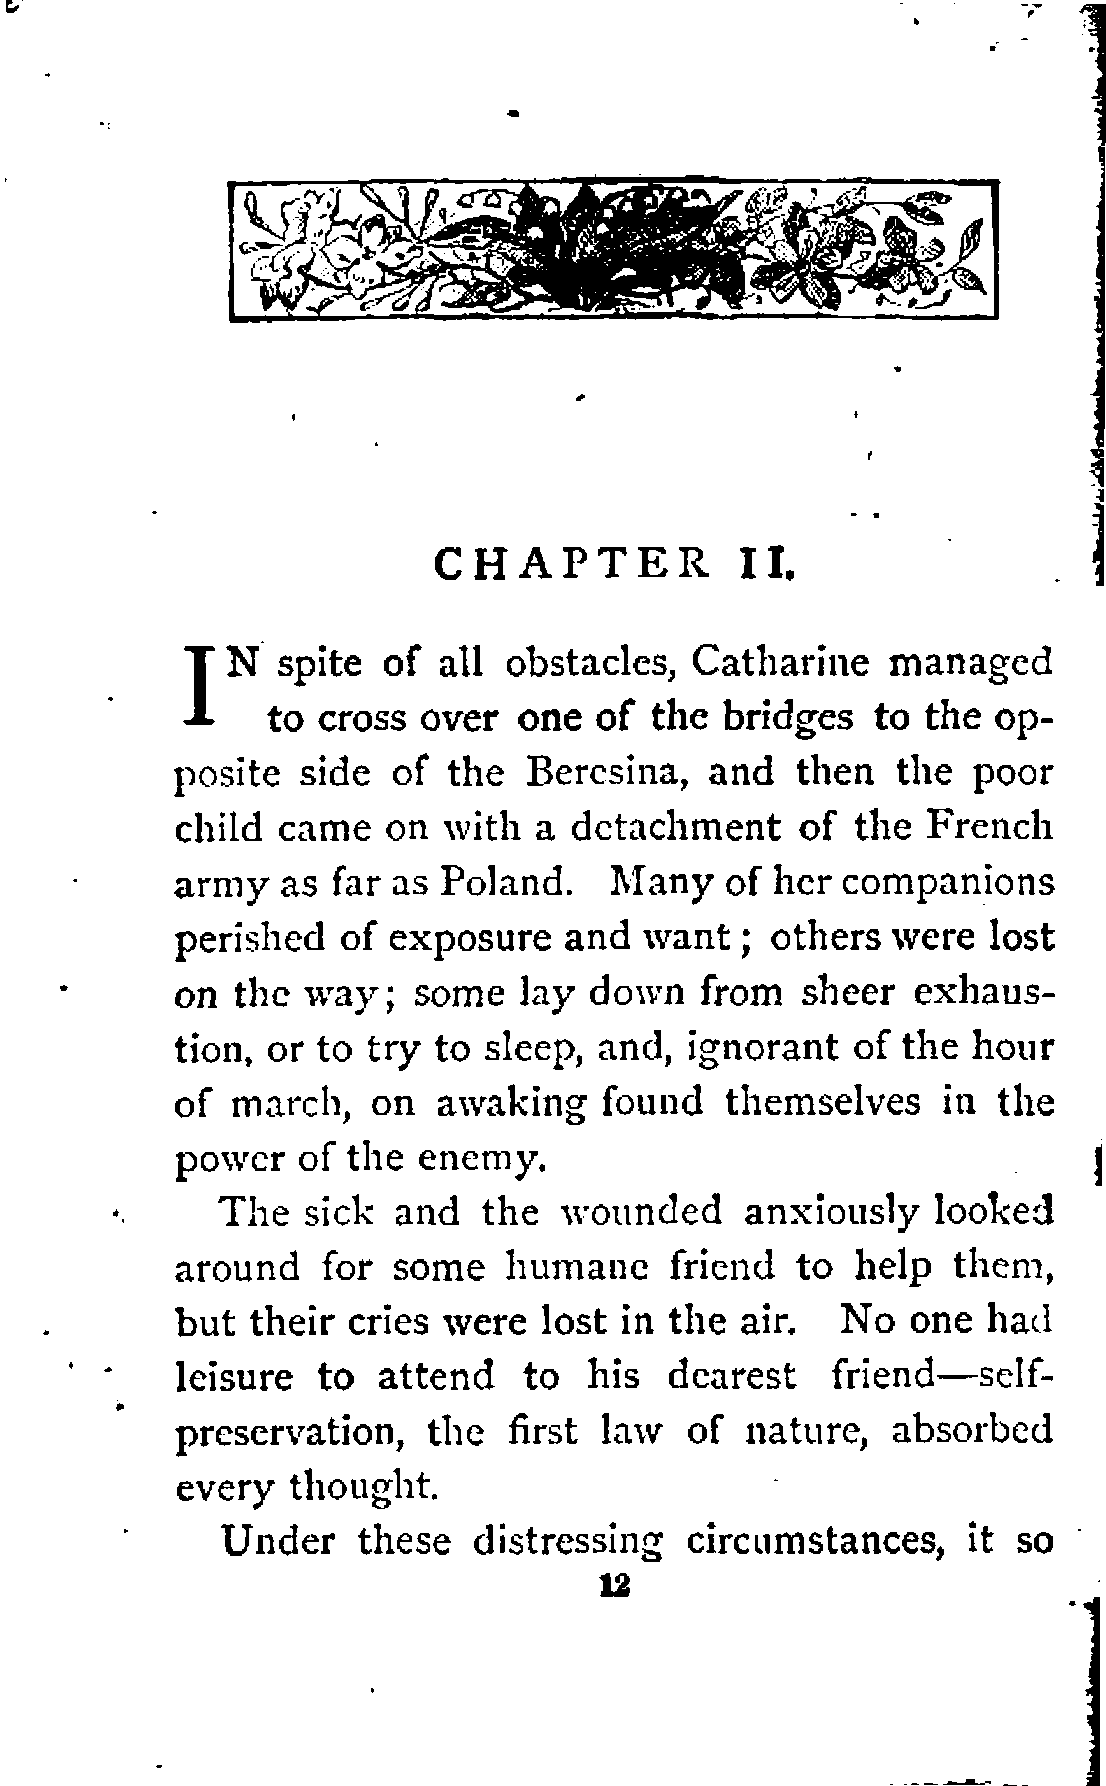 CHAPTER II.
IN spite of all obstacles, Catharine managed
to cross over one of the bridges to the op-
posite side of the Beresina, and then the poor
child came on with a detachment of the French
army as far as Poland. Many of her companions
perished of exposure and want; others were lost
on the way; some lay down from sheer exhaus-
tion, or to try to sleep, and, ignorant of the hour
of march, on awaking found themselves in the
power of the enemy.
The sick and the wounded anxiously looked
around for some humane friend to help them,
but their cries were lost in the air. No one had
leisure to attend to his dearest friend—self-
preservation, the first law of nature, absorbed
every thought.
Under these distressing circumstances, it so
12